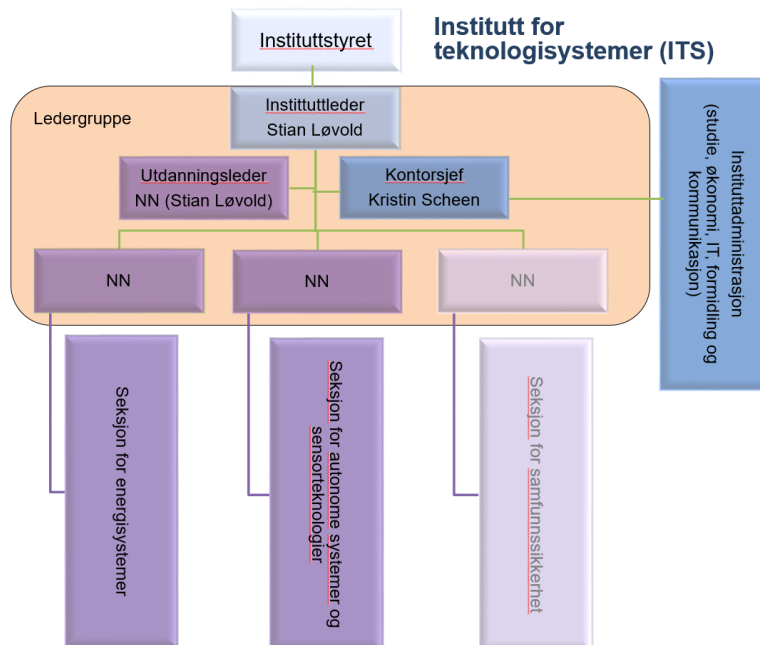 Instituttstyret
Institutt for
teknologisystemer (ITS)
Ledergruppe
Instituttleder
Stian Løvold
Utdanningsleder
NN (Stian Løvold)
Kontorsjef
Kristin Scheen
Instituttadministrasjon
(studie, økonomi, IT, formidling og
kommunikasjon)
NN
NN
NN
Seksjon for energisystemer
Seksjon for autonome systemer og
sensorteknologier
Seksjon for samfunnssikkerhet